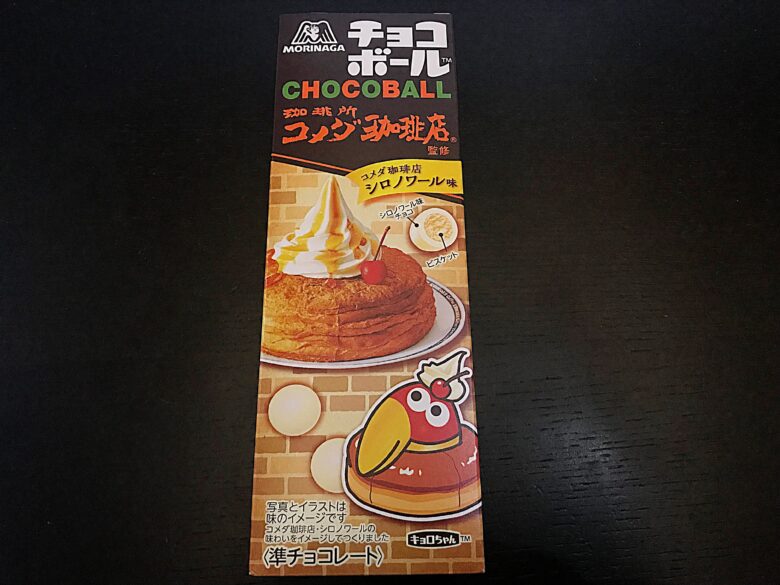 MORINAGA
チョコ
ボール™
CHOCOBALL
珈琲所
コメダ珈琲店®
監修
コメダ珈琲店
シロノワール味
シロノワール味
チョコ
ビスケット
写真とイラストは
味のイメージです
コメダ珈琲店・シロノワールの
味わいをイメージしてつくりました
〈準チョコレート〉
キョロちゃん™